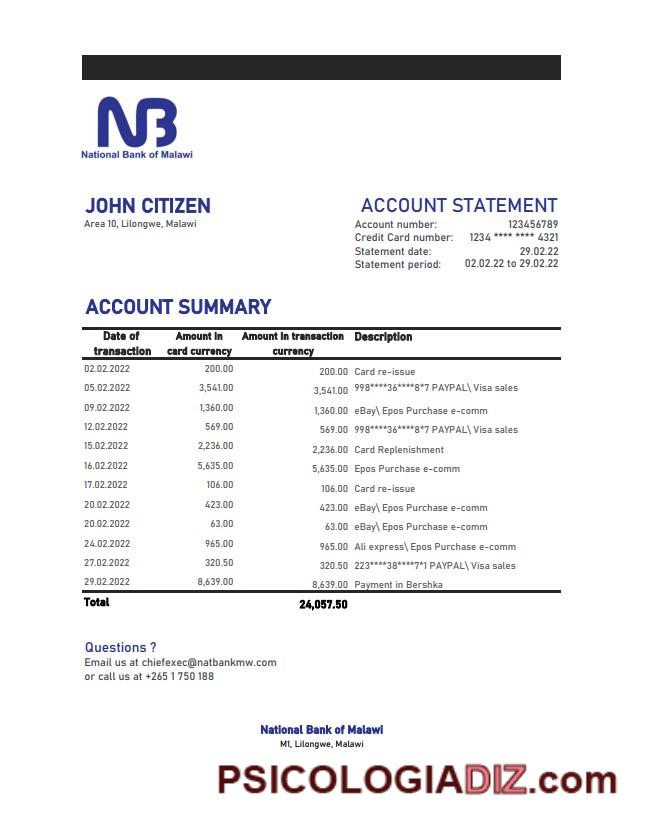 NB
National Bank of Malawi
JOHN CITIZEN
Area 10, Lilongwe, Malawi
ACCOUNT STATEMENT
Account number: 123456789
Credit Card number: 1234 **** **** 4321
Statement date: 29.02.22
Statement period: 02.02.22 to 29.02.22
ACCOUNT SUMMARY
Date of transaction Amount in card currency Amount in transaction currency Description
02.02.2022 200.00 200.00 Card re-issue
05.02.2022 3,541.00 3,541.00 998****36****8*7 PAYPAL\ Visa sales
09.02.2022 1,360.00 1,360.00 eBay\ Epos Purchase e-comm
12.02.2022 569.00 569.00 998****36****8*7 PAYPAL\ Visa sales
15.02.2022 2,236.00 2,236.00 Card Replenishment
16.02.2022 5,635.00 5,635.00 Epos Purchase e-comm
17.02.2022 106.00 106.00 Card re-issue
20.02.2022 423.00 423.00 eBay\ Epos Purchase e-comm
20.02.2022 63.00 63.00 eBay\ Epos Purchase e-comm
24.02.2022 965.00 965.00 Ali express\ Epos Purchase e-comm
27.02.2022 320.50 320.50 223****38****7*1 PAYPAL\ Visa sales
29.02.2022 8,639.00 8,639.00 Payment in Bershka
Total 24,057.50
Questions ?
Email us at chiefexec@natbankmw.com
or call us at +265 1 750 188
National Bank of Malawi
M1, Lilongwe, Malawi
PSICOLOGIADIZ.com